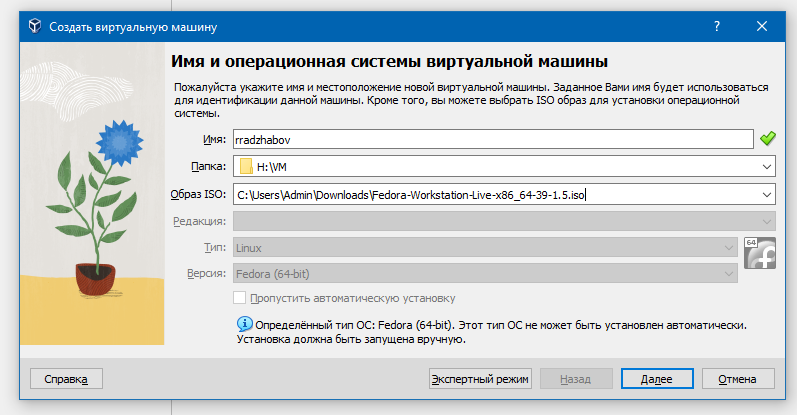 Создать виртуальную машину
Имя и операционная системы виртуальной машины
Пожалуйста укажите имя и местоположение новой виртуальной машины. Заданное Вами имя будет использоваться
для идентификации данной машины. Кроме того, вы можете выбрать ISO образ для установки операционной
системы.
Имя: rradzhabov
Папка: H:\VM
Образ ISO: C:\Users\Admin\Downloads\Fedora-Workstation-Live-x86_64-39-1.5.iso
Редакция:
Тип: Linux
64
Версия: Fedora (64-bit)
Пропустить автоматическую установку
Определённый тип ОС: Fedora (64-bit). Этот тип ОС не может быть установлен автоматически.
Установка должна быть запущена вручную.
Справка Экспертный режим Назад Далее Отмена